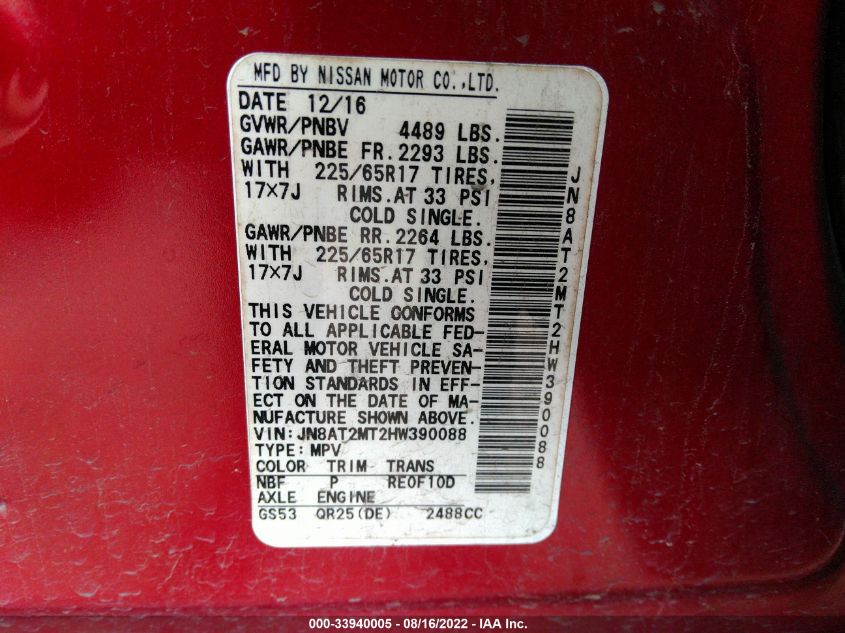 MFD BY NISSAN MOTOR CO.,LTD.
DATE 12/16
GVWR/PNBV 4489 LBS.
GAWR/PNBE FR. 2293 LBS.
WITH 225/65R17 TIRES,
17×7J RIMS.AT 33 PSI
COLD SINGLE.
GAWR/PNBE RR. 2264 LBS.
WITH 225/65R17 TIRES,
17×7J RIMS.AT 33 PSI
COLD SINGLE.
THIS VEHICLE CONFORMS
TO ALL APPLICABLE FED-
ERAL MOTOR VEHICLE SA-
FETY AND THEFT PREVEN-
TION STANDARDS IN EFF-
ECT ON THE DATE OF MA-
NUFACTURE SHOWN ABOVE.
VIN:JN8AT2MT2HW390088
TYPE:MPV
COLOR TRIM TRANS
NBF P RE0F10D
AXLE ENGINE
GS53 QR25(DE) 2488CC
JN8AT2MT2HW390088
000-33940005 - 08/16/2022 - IAA Inc.